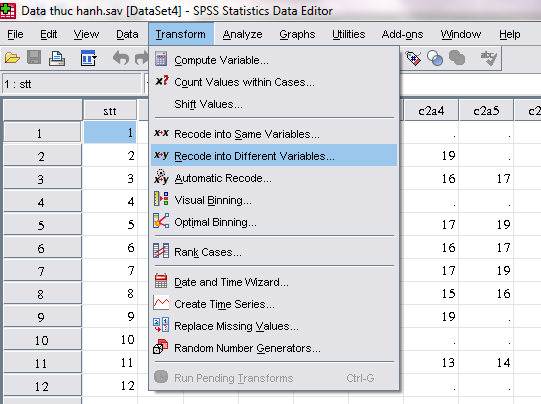 Data thuc hanh.sav [DataSet4] - SPSS Statistics Data Editor
File Edit View Data Transform Analyze Graphs Utilities Add-ons Window Help
1 : stt
stt c2a4 c2a5 c2
Compute Variable...
Count Values within Cases...
Shift Values...
Recode into Same Variables...
Recode into Different Variables...
Automatic Recode...
Visual Binning...
Optimal Binning...
Rank Cases...
Date and Time Wizard...
Create Time Series...
Replace Missing Values...
Random Number Generators...
Run Pending Transforms Ctrl-G
1 1 . .
2 2 19 .
3 3 16 17
4 4 . .
5 5 17 19
6 6 16 17
7 7 17 19
8 8 15 16
9 9 19 .
10 10 . .
11 11 13 14
12 12 . .